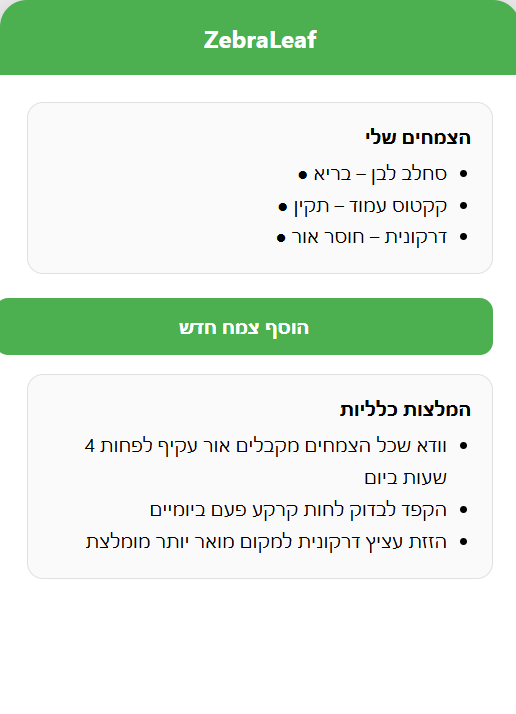 ZebraLeaf
הצמחים שלי
• סחלב לבן – בריא ●
• קקטוס עמוד – תקין ●
• דרקונית – חוסר אור ●
הוסף צמח חדש
המלצות כלליות
• וודא שכל הצמחים מקבלים אור עקיף לפחות 4
שעות ביום
• הקפד לבדוק לחות קרקע פעם ביומיים
• הזזת עציץ דרקונית למקום מואר יותר מומלצת